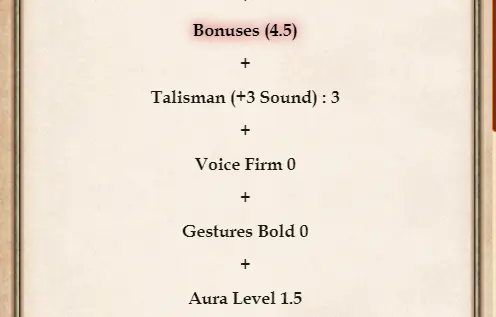 Bonuses (4.5)
+
Talisman (+3 Sound) : 3
+
Voice Firm 0
+
Gestures Bold 0
+
Aura Level 1.5